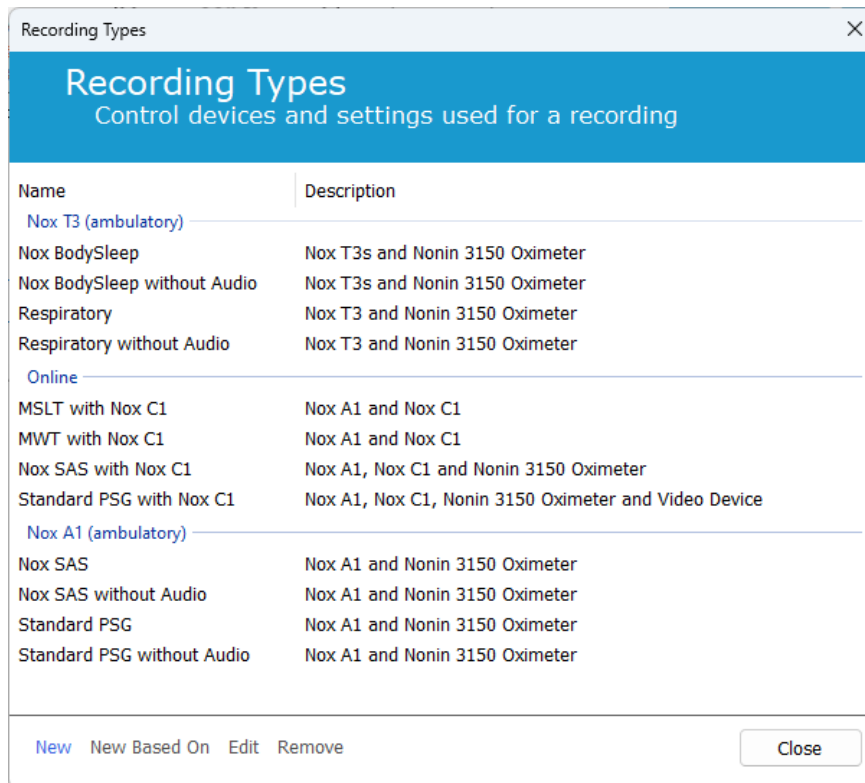 Recording Types
Recording Types
Control devices and settings used for a recording
Name Description
Nox T3 (ambulatory)
Nox BodySleep Nox T3s and Nonin 3150 Oximeter
Nox BodySleep without Audio Nox T3s and Nonin 3150 Oximeter
Respiratory Nox T3 and Nonin 3150 Oximeter
Respiratory without Audio Nox T3 and Nonin 3150 Oximeter
Online
MSLT with Nox C1 Nox A1 and Nox C1
MWT with Nox C1 Nox A1 and Nox C1
Nox SAS with Nox C1 Nox A1, Nox C1 and Nonin 3150 Oximeter
Standard PSG with Nox C1 Nox A1, Nox C1, Nonin 3150 Oximeter and Video Device
Nox A1 (ambulatory)
Nox SAS Nox A1 and Nonin 3150 Oximeter
Nox SAS without Audio Nox A1 and Nonin 3150 Oximeter
Standard PSG Nox A1 and Nonin 3150 Oximeter
Standard PSG without Audio Nox A1 and Nonin 3150 Oximeter
New New Based On Edit Remove Close